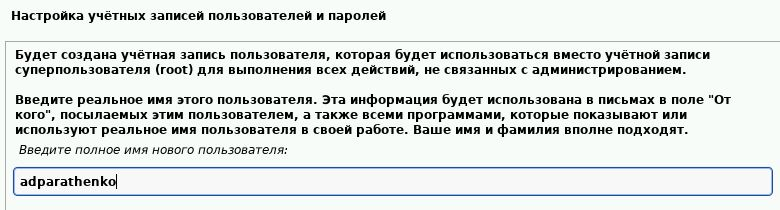 Настройка учётных записей пользователей и паролей
Будет создана учётная запись пользователя, которая будет использоваться вместо учётной записи
суперпользователя (root) для выполнения всех действий, не связанных с администрированием.
Введите реальное имя этого пользователя. Эта информация будет использована в письмах в поле "От
кого", посылаемых этим пользователем, а также всеми программами, которые показывают или
используют реальное имя пользователя в своей работе. Ваше имя и фамилия вполне подходят.
Введите полное имя нового пользователя:
adparathenko